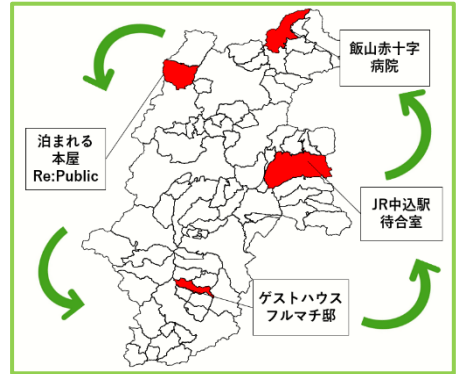 飯山赤十字
病院
泊まれる
本屋
Re:Public
JR中込駅
待合室
ゲストハウス
フルマチ邸